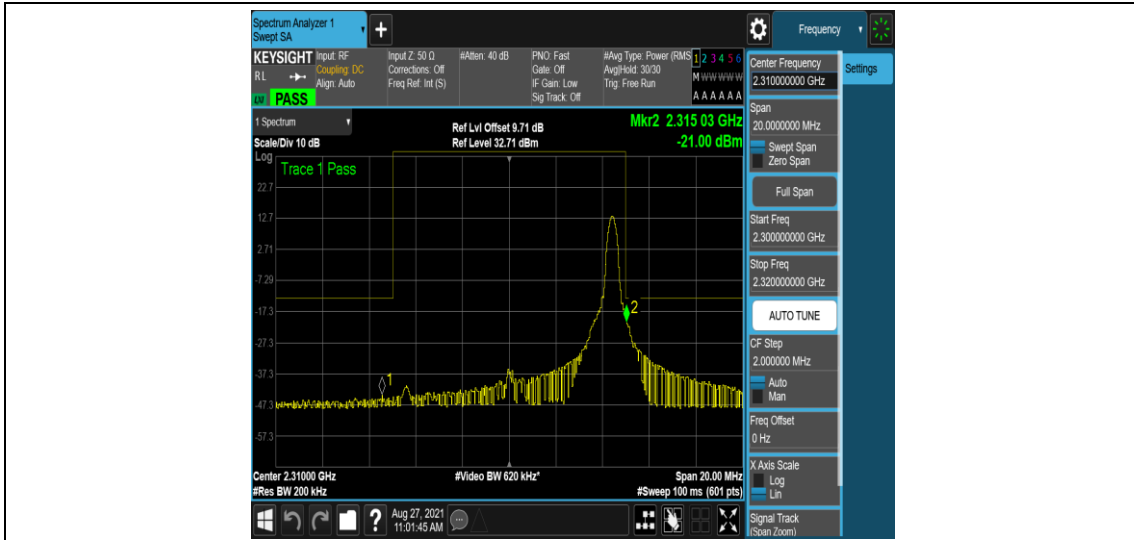 Spectrum Analyzer 1
Swept SA
Frequency
KEYSIGHT
Input: RF
Coupling: DC
Align: Auto
Input Z: 50 Ω
Corrections: Off
Freq Ref: Int (S)
#Atten: 40 dB
PNO: Fast
Gate: Off
IF Gain: Low
Sig Track: Off
#Avg Type: Power (RMS
Avg|Hold: 30/30
Trig: Free Run
1 2 3 4 5 6
M W W W W W
A A A A A A
R L
PASS
1 Spectrum
Scale/Div 10 dB
Ref Lvl Offset 9.71 dB
Ref Level 32.71 dBm
Mkr2 2.315 03 GHz
-21.00 dBm
Log
Trace 1 Pass
22.7
12.7
2.71
-7.29
-17.3
-27.3
-37.3
-47.3
-57.3
1
2
Center 2.31000 GHz
#Res BW 200 kHz
#Video BW 620 kHz*
Span 20.00 MHz
#Sweep 100 ms (601 pts)
Aug 27, 2021
11:01:45 AM
Center Frequency
2.310000000 GHz
Settings
Span
20.0000000 MHz
Swept Span
Zero Span
Full Span
Start Freq
2.300000000 GHz
Stop Freq
2.320000000 GHz
AUTO TUNE
CF Step
2.000000 MHz
Auto
Man
Freq Offset
0 Hz
X Axis Scale
Log
Lin
Signal Track
(Span Zoom)